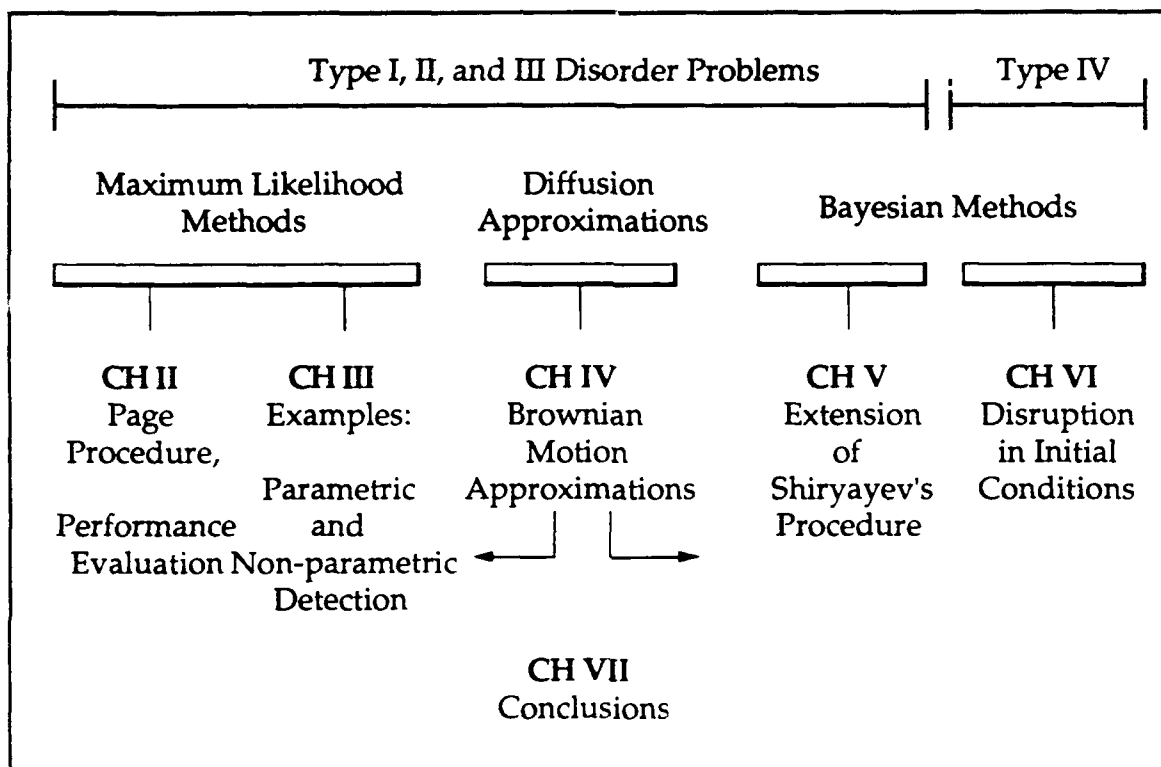 Type I, II, and III Disorder Problems
Type IV
Maximum Likelihood
Methods
Diffusion
Approximations
Bayesian Methods
CH II
Page
Procedure,
Performance
Evaluation
CH III
Examples:
Parametric
and
Non-parametric
Detection
CH IV
Brownian
Motion
Approximations
CH V
Extension
of
Shiryayev's
Procedure
CH VI
Disruption
in Initial
Conditions
CH VII
Conclusions